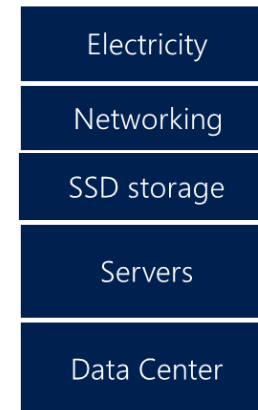 Electricity
Networking
SSD storage
Servers
Data Center